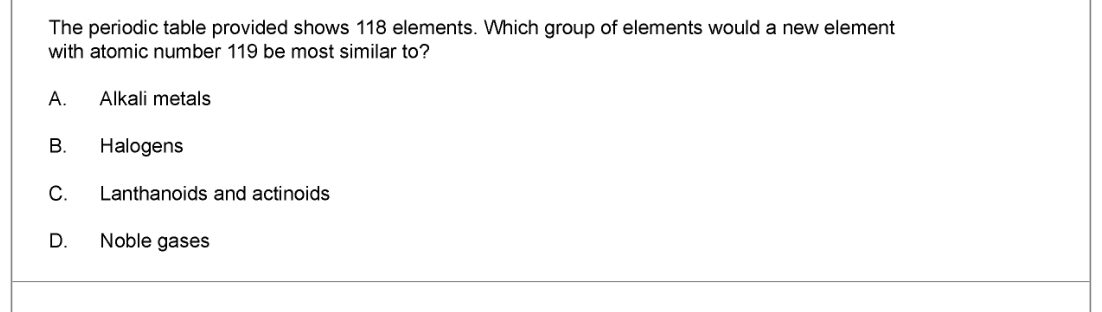 The periodic table provided shows 118 elements. Which group of elements would a new element
with atomic number 119 be most similar to?
A. Alkali metals
B. Halogens
C. Lanthanoids and actinoids
D. Noble gases